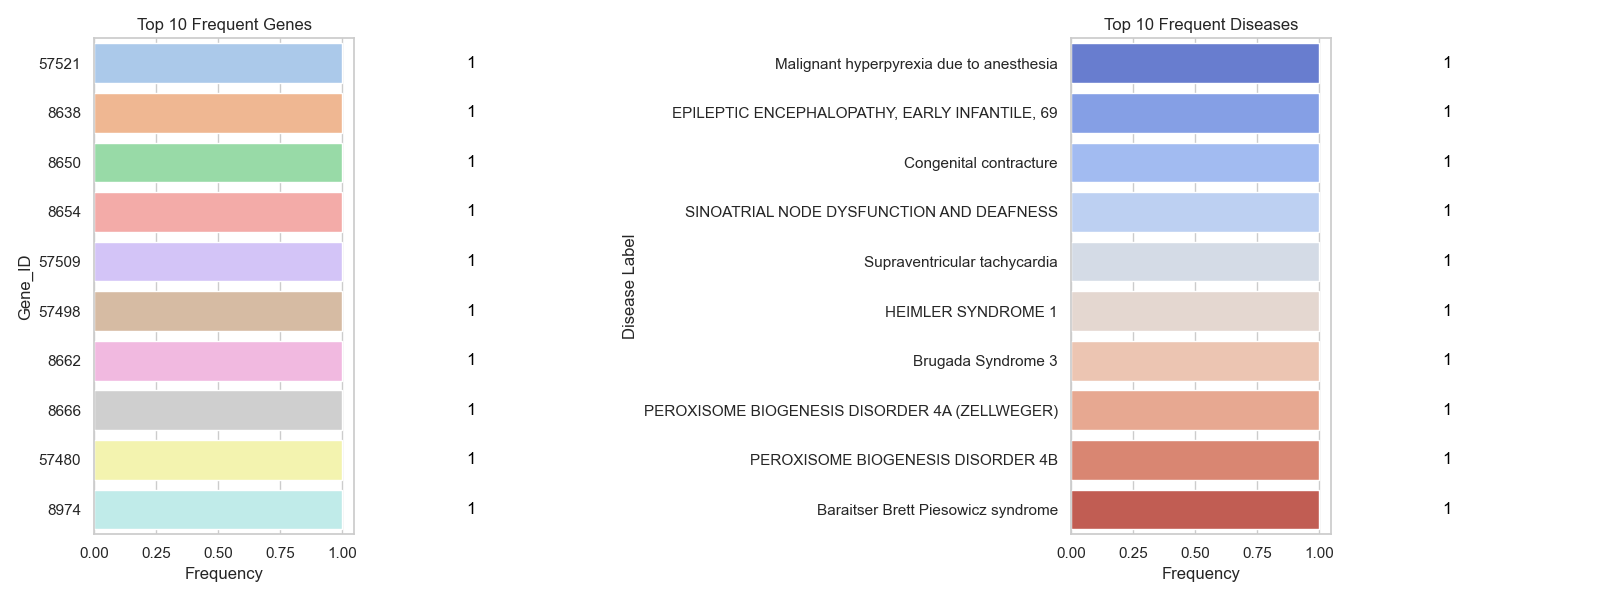 Top 10 Frequent Genes
57521 1
8638 1
8650 1
8654 1
57509 1
57498 1
8662 1
8666 1
57480 1
8974 1
Gene_ID
0.00 0.25 0.50 0.75 1.00
Frequency
Top 10 Frequent Diseases
Malignant hyperpyrexia due to anesthesia 1
EPILEPTIC ENCEPHALOPATHY, EARLY INFANTILE, 69 1
Congenital contracture 1
SINOATRIAL NODE DYSFUNCTION AND DEAFNESS 1
Supraventricular tachycardia 1
HEIMLER SYNDROME 1 1
Brugada Syndrome 3 1
PEROXISOME BIOGENESIS DISORDER 4A (ZELLWEGER) 1
PEROXISOME BIOGENESIS DISORDER 4B 1
Baraitser Brett Piesowicz syndrome 1
Disease Label
0.00 0.25 0.50 0.75 1.00
Frequency